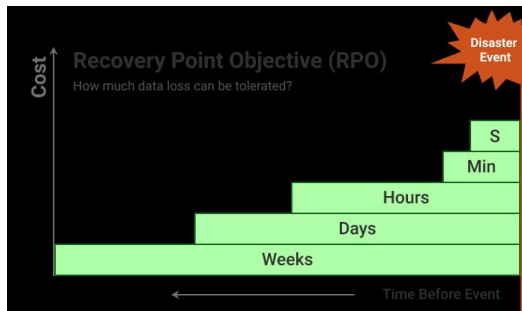 Recovery Point Objective (RPO)
How much data loss can be tolerated?
Disaster
Event
Cost
S
Min
Hours
Days
Weeks
Time Before Event